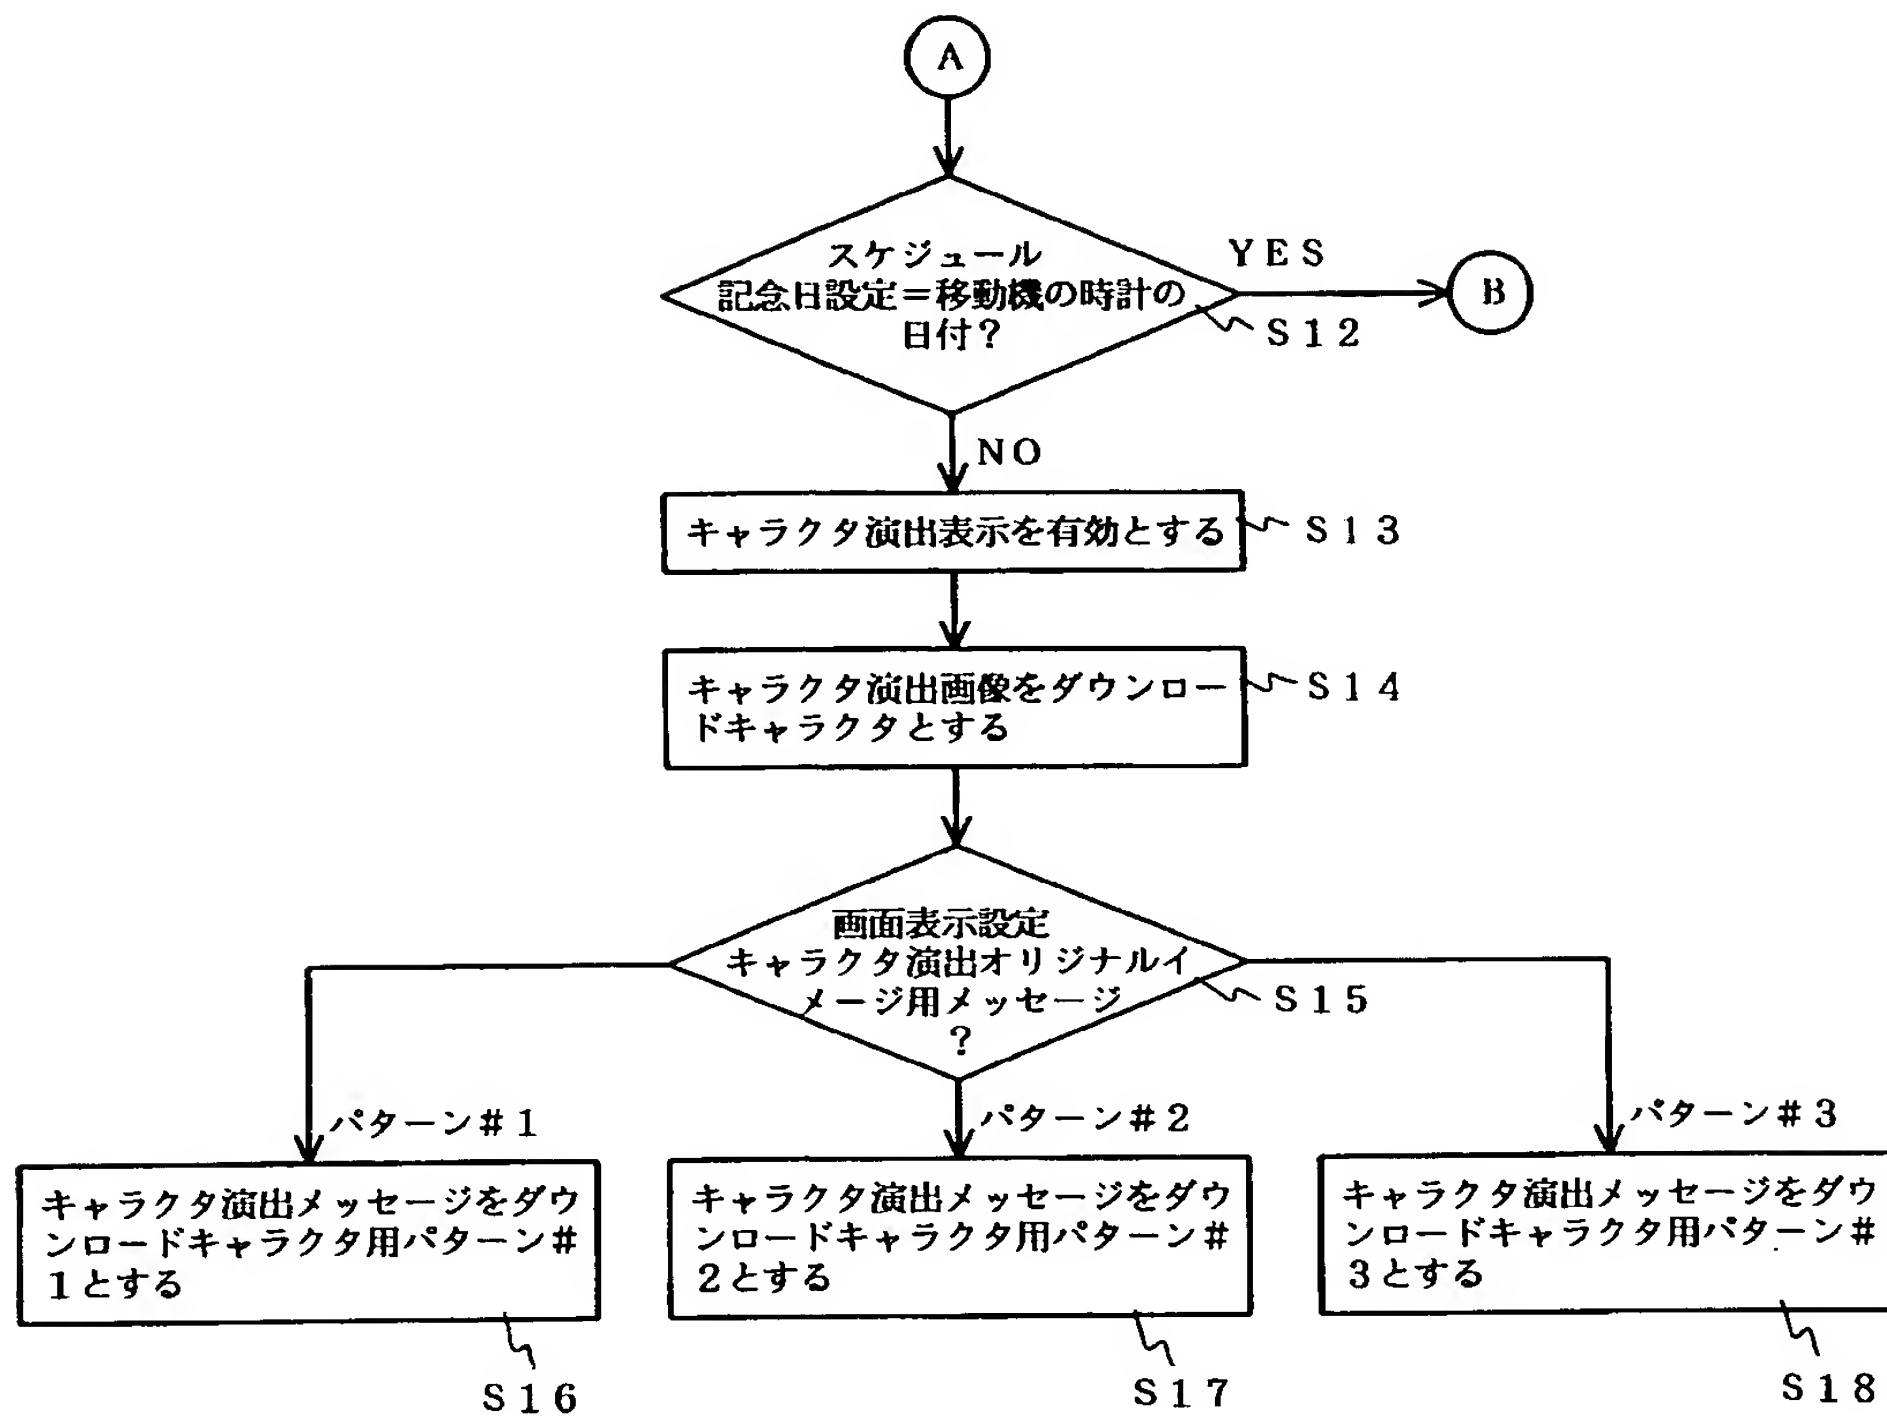 A
スケジュール
YES
記念日設定＝移動機の時計の
B
日付？
S12
NO
キャラクタ演出表示を有効とする
S13
キャラクタ演出画像をダウンロー
ドキャラクタとする
S14
画面表示設定
キャラクタ演出オリジナルイ
メージ用メッセージ
？
S15
パターン＃1
パターン＃2
パターン＃3
キャラクタ演出メッセージをダウ
ンロードキャラクタ用パターン＃
1とする
キャラクタ演出メッセージをダウ
ンロードキャラクタ用パターン＃
2とする
キャラクタ演出メッセージをダウ
ンロードキャラクタ用パターン＃
3とする
S16
S17
S18